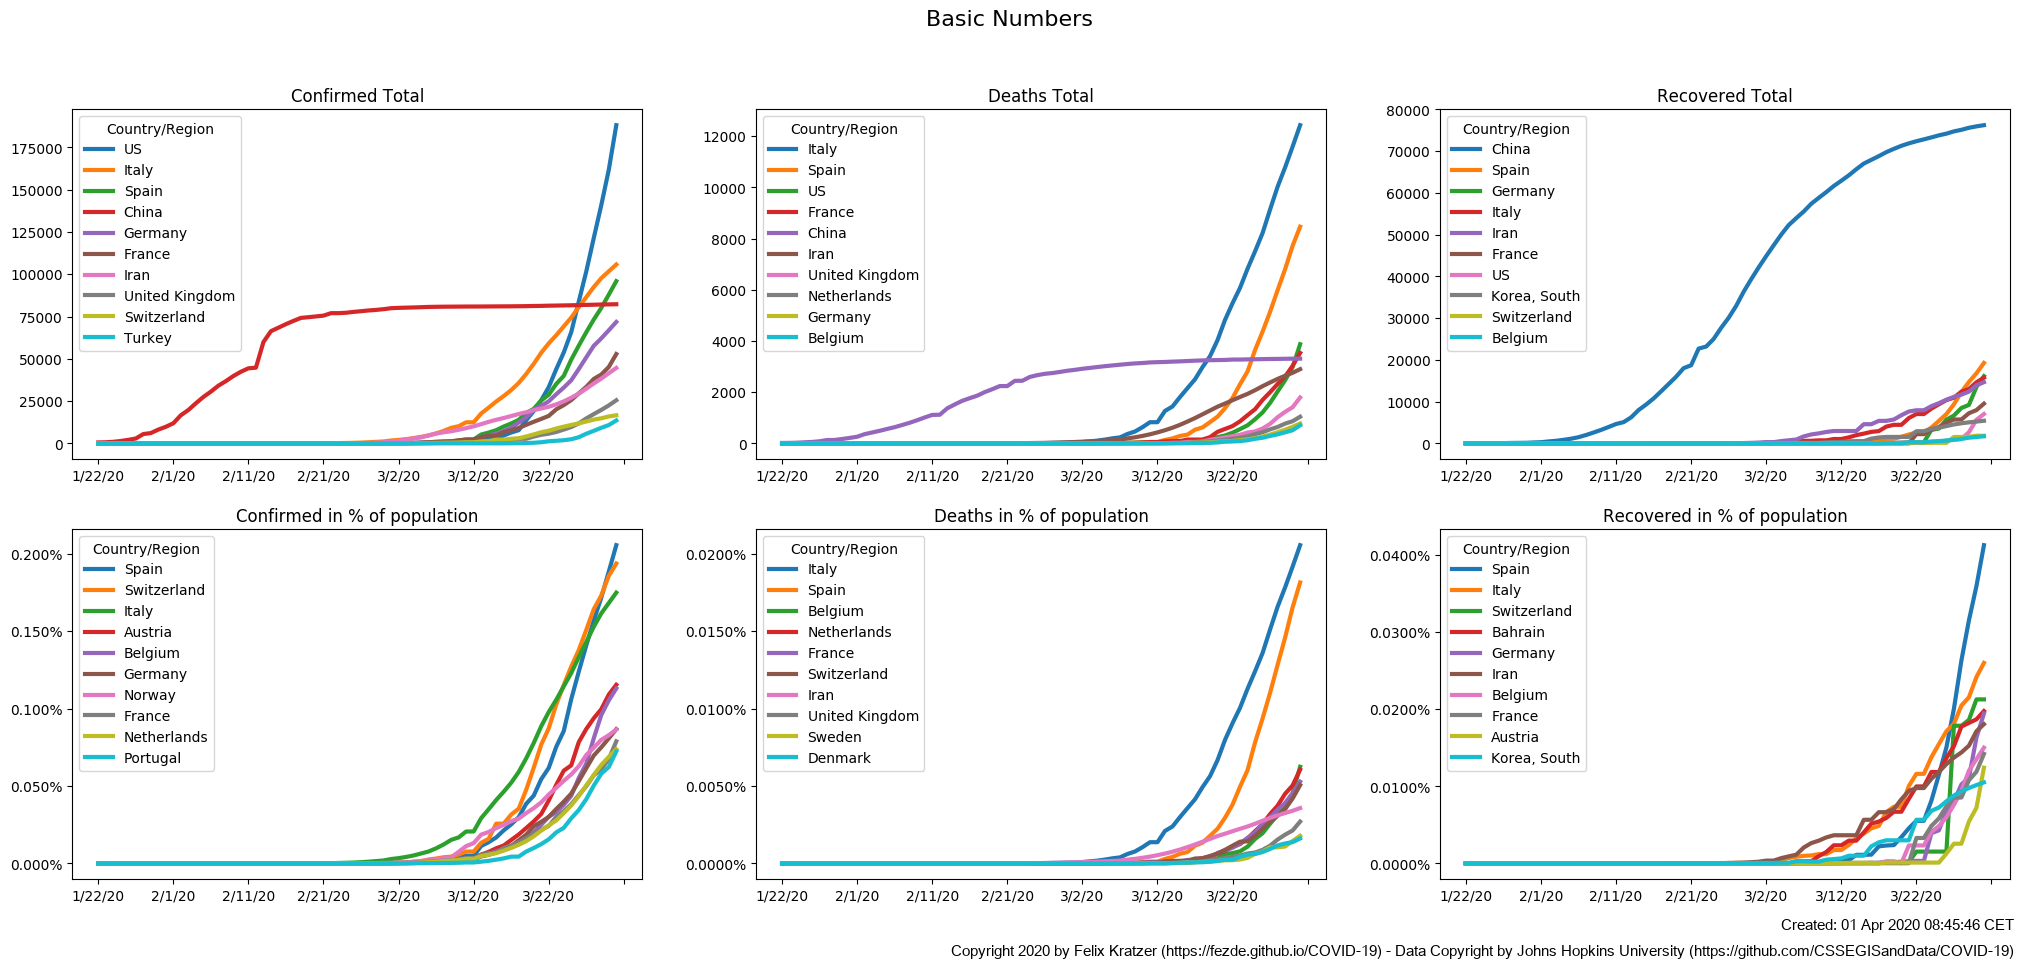 Basic Numbers
Confirmed Total
Country/Region
US
Italy
Spain
China
Germany
France
Iran
United Kingdom
Switzerland
Turkey
175000
150000
125000
100000
75000
50000
25000
0
1/22/20 2/1/20 2/11/20 2/21/20 3/2/20 3/12/20 3/22/20
Deaths Total
Country/Region
Italy
Spain
US
France
China
Iran
United Kingdom
Netherlands
Germany
Belgium
12000
10000
8000
6000
4000
2000
0
1/22/20 2/1/20 2/11/20 2/21/20 3/2/20 3/12/20 3/22/20
Recovered Total
Country/Region
China
Spain
Germany
Italy
Iran
France
US
Korea, South
Switzerland
Belgium
80000
70000
60000
50000
40000
30000
20000
10000
0
1/22/20 2/1/20 2/11/20 2/21/20 3/2/20 3/12/20 3/22/20
Confirmed in % of population
Country/Region
Spain
Switzerland
Italy
Austria
Belgium
Germany
Norway
France
Netherlands
Portugal
0.200%
0.150%
0.100%
0.050%
0.000%
1/22/20 2/1/20 2/11/20 2/21/20 3/2/20 3/12/20 3/22/20
Deaths in % of population
Country/Region
Italy
Spain
Belgium
Netherlands
France
Switzerland
Iran
United Kingdom
Sweden
Denmark
0.0200%
0.0150%
0.0100%
0.0050%
0.0000%
1/22/20 2/1/20 2/11/20 2/21/20 3/2/20 3/12/20 3/22/20
Recovered in % of population
Country/Region
Spain
Italy
Switzerland
Bahrain
Germany
Iran
Belgium
France
Austria
Korea, South
0.0400%
0.0300%
0.0200%
0.0100%
0.0000%
1/22/20 2/1/20 2/11/20 2/21/20 3/2/20 3/12/20 3/22/20
Created: 01 Apr 2020 08:45:46 CET
Copyright 2020 by Felix Kratzer (https://fezde.github.io/COVID-19) - Data Copyright by Johns Hopkins University (https://github.com/CSSEGISandData/COVID-19)